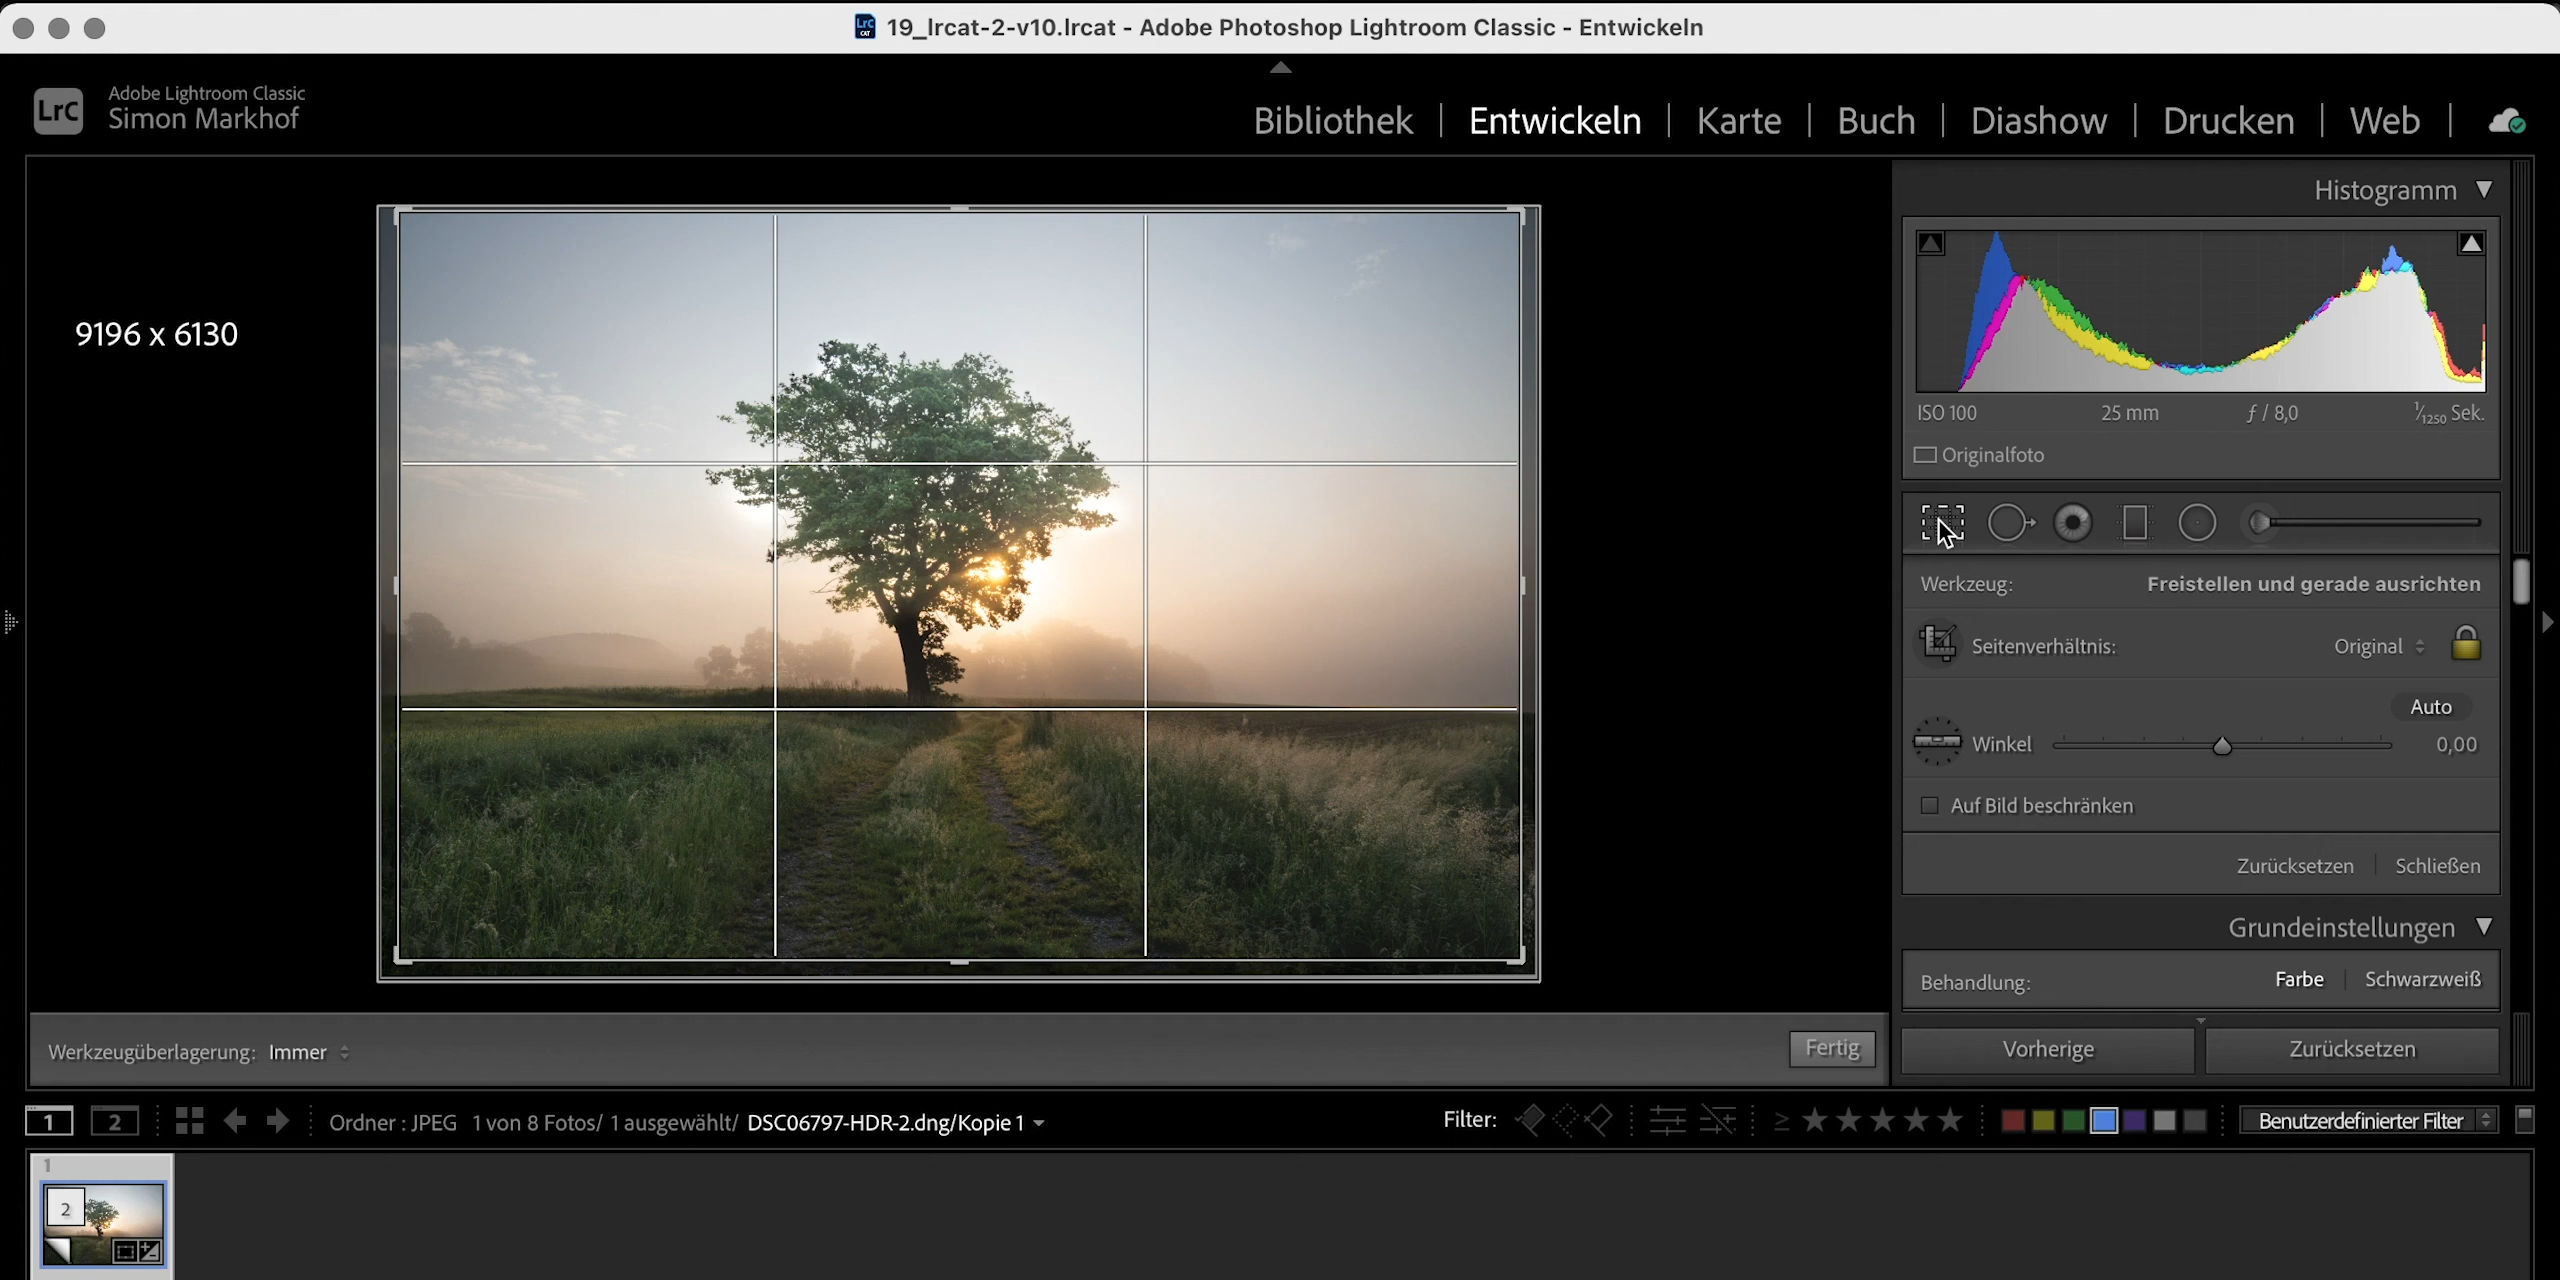 19_lrcat-2-v10.lrcat - Adobe Photoshop Lightroom Classic - Entwickeln
LrC
Adobe Lightroom Classic
Simon Markhof
Bibliothek | Entwickeln | Karte | Buch | Diashow | Drucken | Web |
Histogramm
9196 x 6130
ISO 100 25 mm ƒ / 8,0 1/1250 Sek.
Originalfoto
Werkzeug: Freistellen und gerade ausrichten
Seitenverhältnis: Original
Auto
Winkel 0,00
Auf Bild beschränken
Zurücksetzen | Schließen
Grundeinstellungen
Behandlung: Farbe | Schwarzweiß
Werkzeugüberlagerung: Immer Fertig
Vorherige Zurücksetzen
1 2 Ordner : JPEG 1 von 8 Fotos/ 1 ausgewählt/ DSC06797-HDR-2.dng/Kopie 1 Filter: ≥ Benutzerdefinierter Filter
1
2